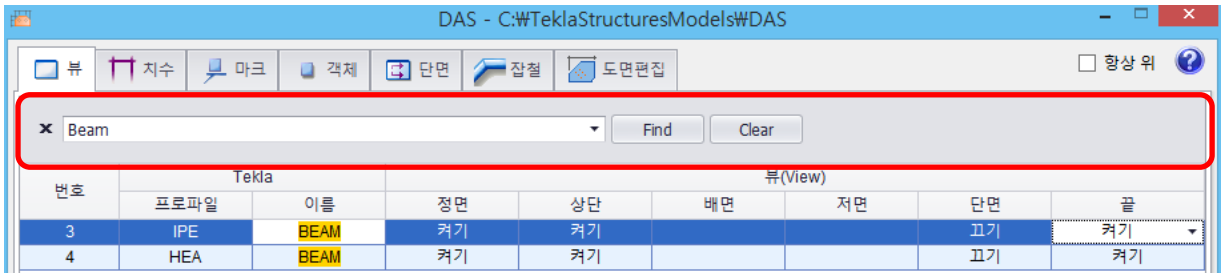 DAS - C:₩TeklaStructuresModels₩DAS
뷰 치수 마크 객체 단면 잡철 도면편집 항상 위
Beam Find Clear
번호 Tekla 뷰(View)
프로파일 이름 정면 상단 배면 저면 단면 끝
3 IPE BEAM 켜기 켜기 끄기 켜기
4 HEA BEAM 켜기 켜기 끄기 켜기